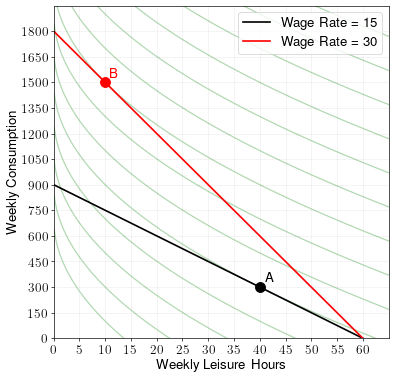 Wage Rate = 15
Wage Rate = 30
Weekly Consumption
1800
1650
1500
1350
1200
1050
900
750
600
450
300
150
0
B
A
0 5 10 15 20 25 30 35 40 45 50 55 60
Weekly Leisure Hours